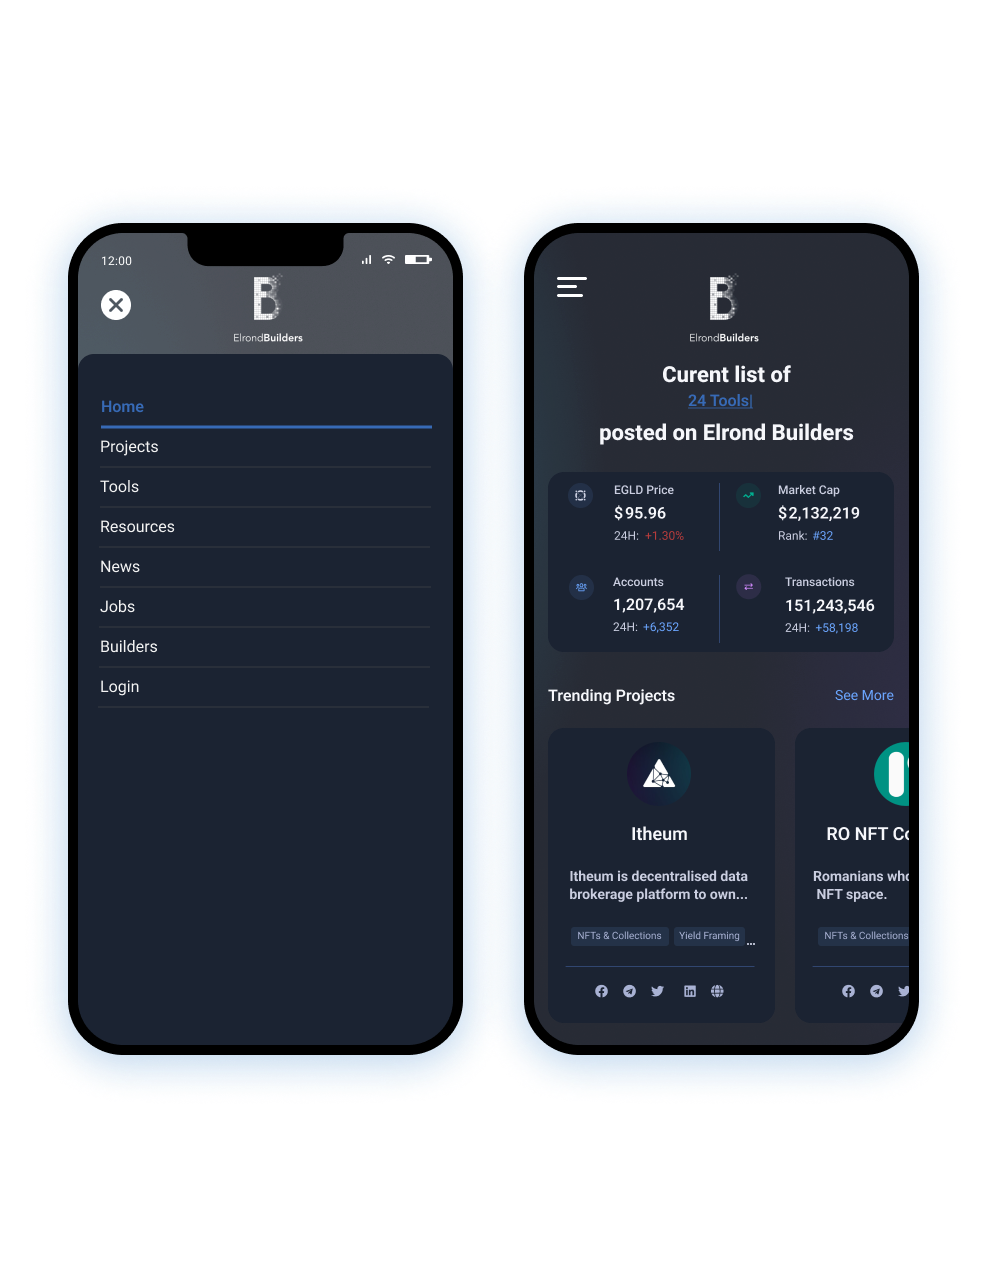 12:00
ElrondBuilders
Home
Projects
Tools
Resources
News
Jobs
Builders
Login
ElrondBuilders
Curent list of
24 Tools|
posted on Elrond Builders
EGLD Price
$95.96
24H: +1.30%
Market Cap
$2,132,219
Rank: #32
Accounts
1,207,654
24H: +6,352
Transactions
151,243,546
24H: +58,198
Trending Projects
See More
Itheum
Itheum is decentralised data
brokerage platform to own...
NFTs & Collections
Yield Framing
...
RO NFT Co
Romanians who
NFT space.
NFTs & Collections